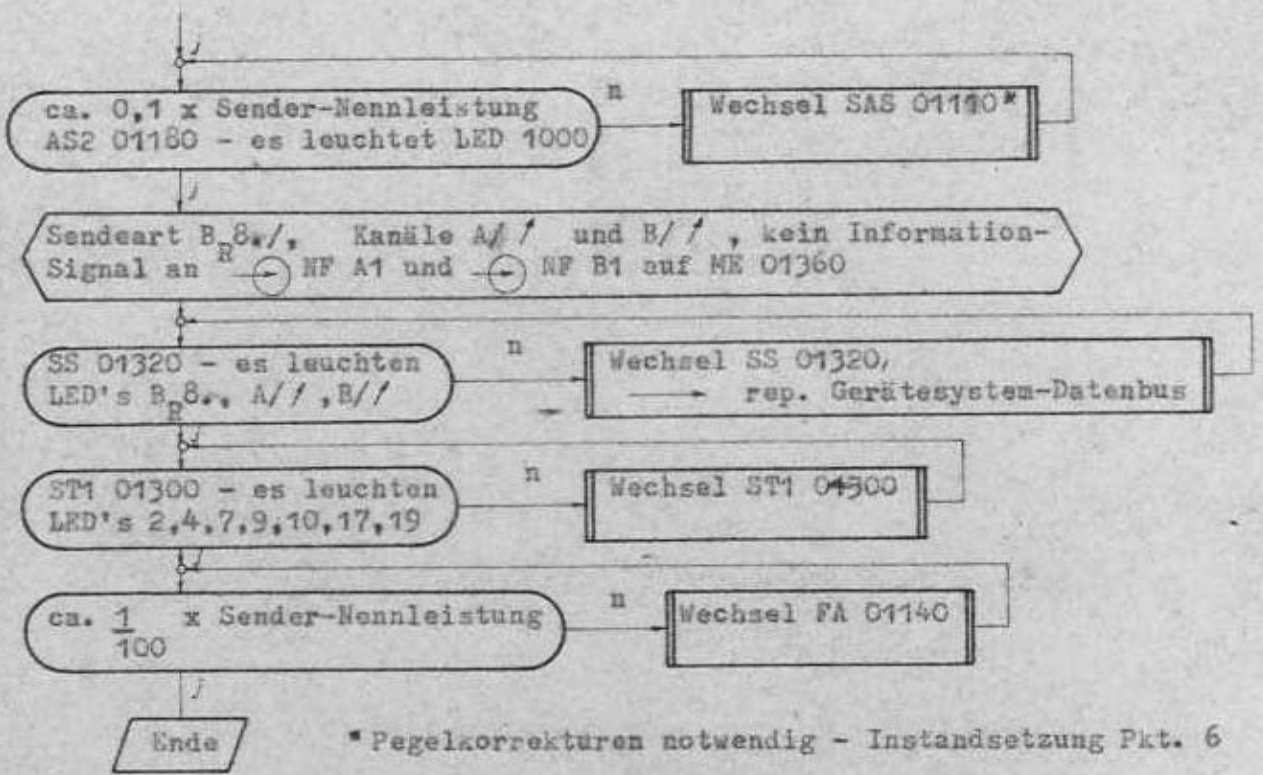 j
ca. 0,1 x Sender-Nennleistung
AS2 01180 - es leuchtet LED 1000
n
Wechsel SAS 01110*
j
Sendeart B_R8../, Kanäle A// und B// , kein Information-
Signal an NF A1 und NF B1 auf ME 01360
SS 01320 - es leuchten
LED's B_R8.., A// ,B//
n
Wechsel SS 01320,
rep. Gerätesystem-Datenbus
j
ST1 01300 - es leuchten
LED's 2,4,7,9,10,17,19
n
Wechsel ST1 01300
j
ca. 1/100 x Sender-Nennleistung
n
Wechsel FA 01140
j
Ende
* Pegelkorrekturen notwendig - Instandsetzung Pkt. 6